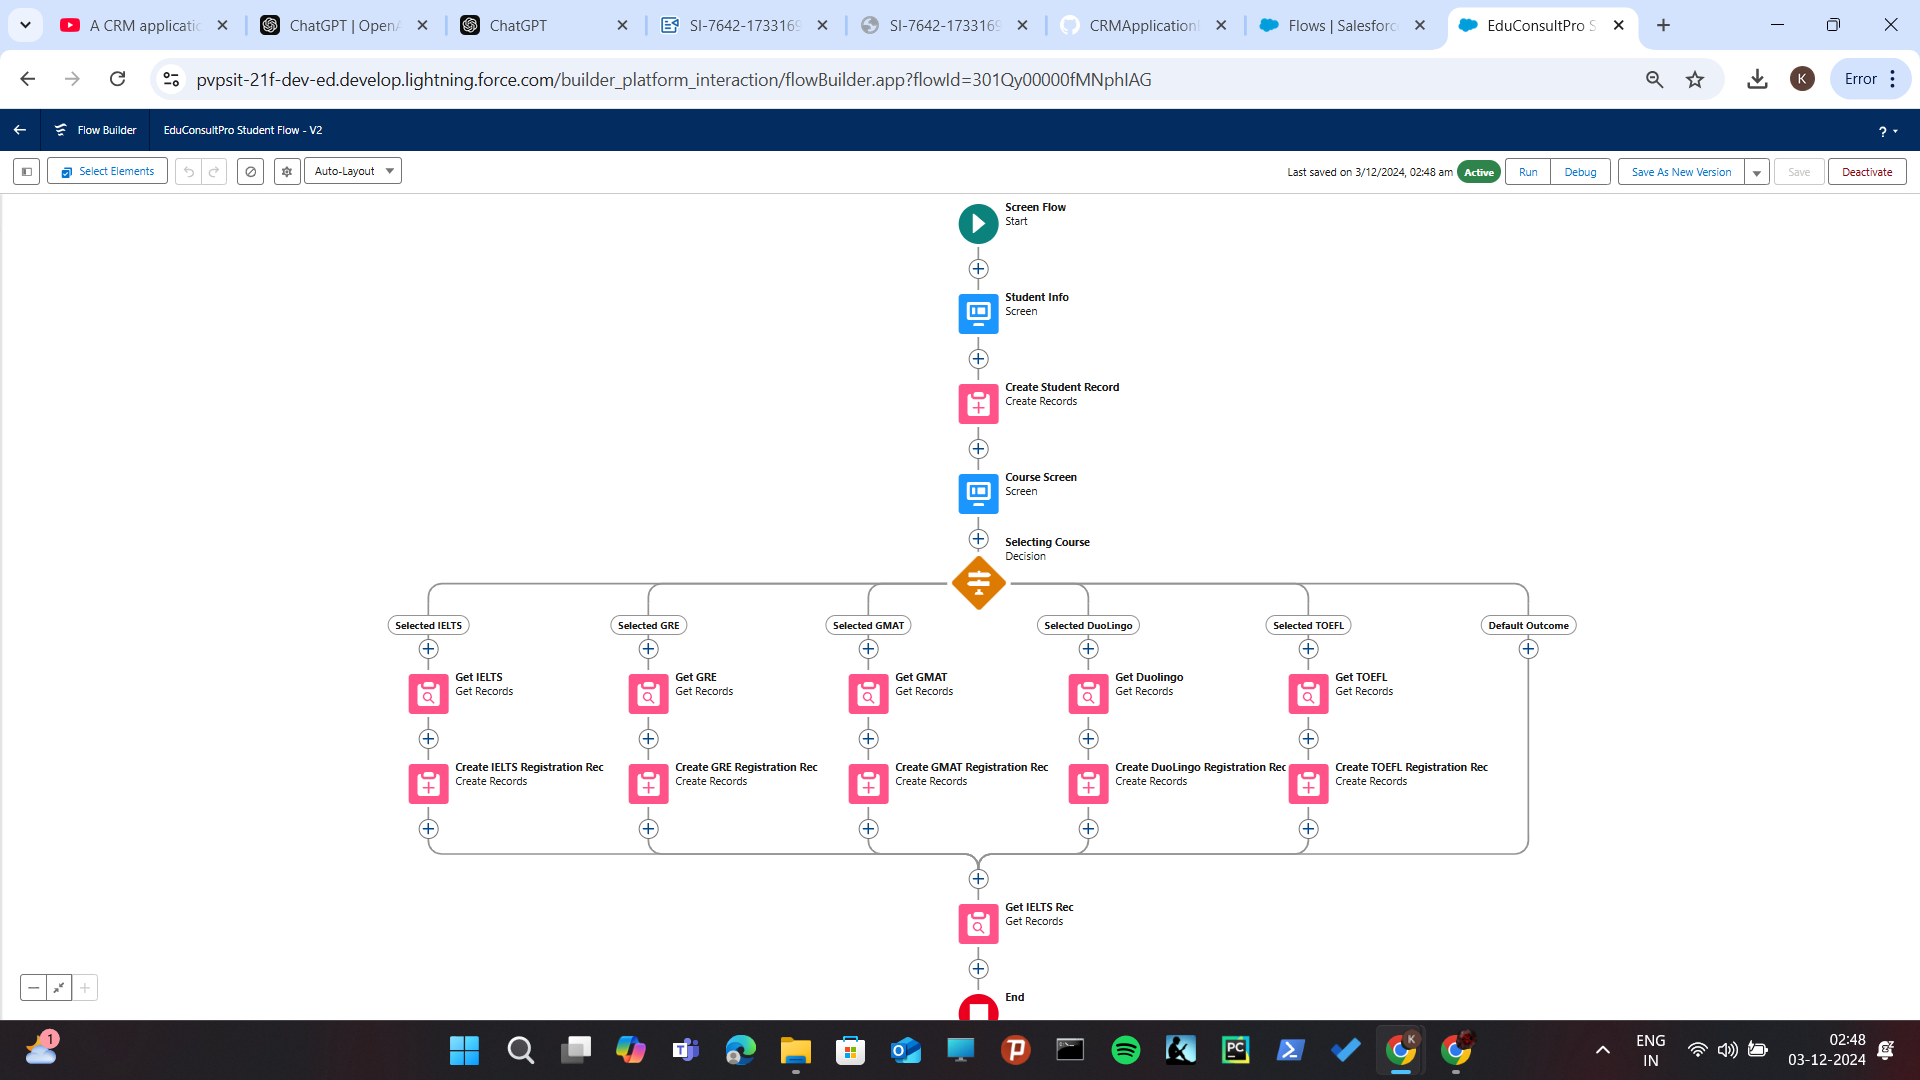 A CRM applicatic
ChatGPT | OpenA
ChatGPT
SI-7642-1733169
SI-7642-1733169
CRMApplication
Flows | Salesforc
EduConsultPro S
pvpsit-21f-dev-ed.develop.lightning.force.com/builder_platform_interaction/flowBuilder.app?flowId=301Qy00000fMNphIAG
K
Error
Flow Builder
EduConsultPro Student Flow - V2
?
Select Elements
Auto-Layout
Last saved on 3/12/2024, 02:48 am
Active
Run
Debug
Save As New Version
Save
Deactivate
Screen Flow
Start
Student Info
Screen
Create Student Record
Create Records
Course Screen
Screen
Selecting Course
Decision
Selected IELTS
Selected GRE
Selected GMAT
Selected DuoLingo
Selected TOEFL
Default Outcome
Get IELTS
Get Records
Get GRE
Get Records
Get GMAT
Get Records
Get Duolingo
Get Records
Get TOEFL
Get Records
Create IELTS Registration Rec
Create Records
Create GRE Registration Rec
Create Records
Create GMAT Registration Rec
Create Records
Create DuoLingo Registration Rec
Create Records
Create TOEFL Registration Rec
Create Records
Get IELTS Rec
Get Records
End
1
ENG
IN
02:48
03-12-2024